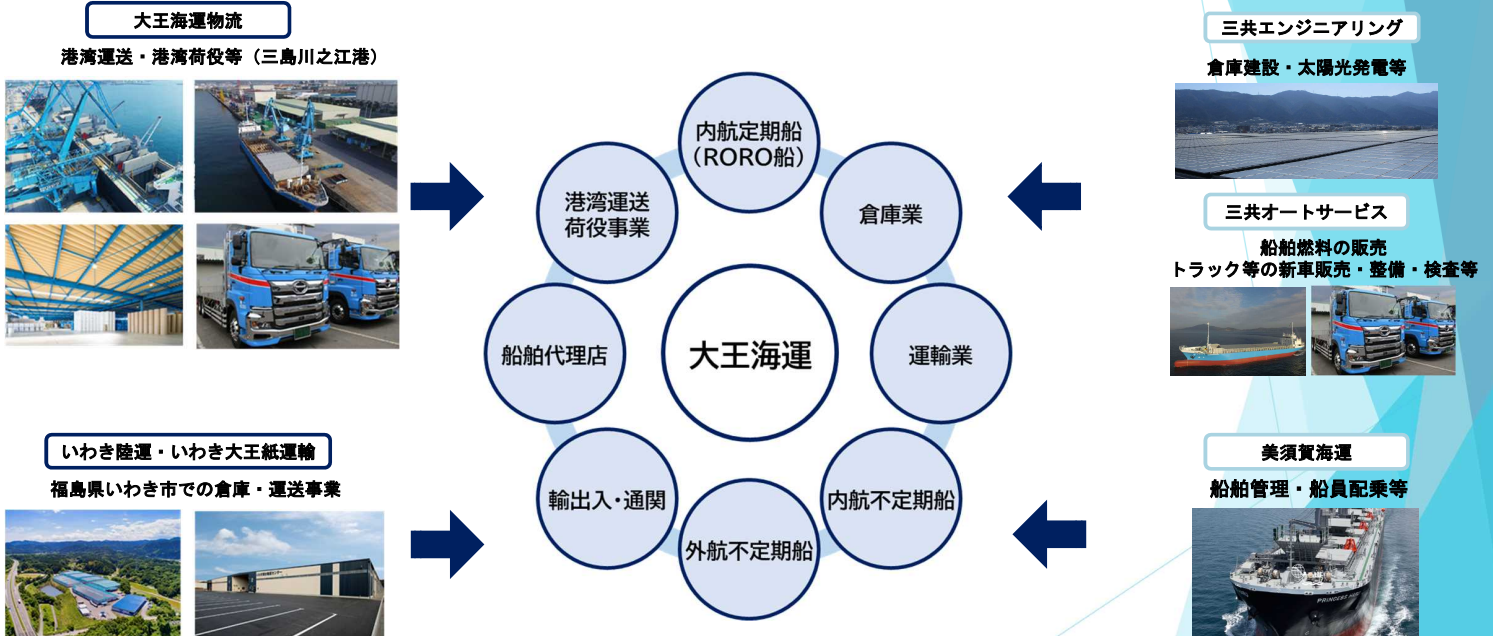 大王海運物流
港湾運送・港湾荷役等（三島川之江港）
いわき陸運・いわき大王紙運輸
福島県いわき市での倉庫・運送事業
内航定期船
（RORO船）
倉庫業
運輸業
内航不定期船
外航不定期船
輸出入・通関
船舶代理店
港湾運送
荷役事業
大王海運
三共エンジニアリング
倉庫建設・太陽光発電等
三共オートサービス
船舶燃料の販売
トラック等の新車販売・整備・検査等
美須賀海運
船舶管理・船員配乗等
PRINCESS